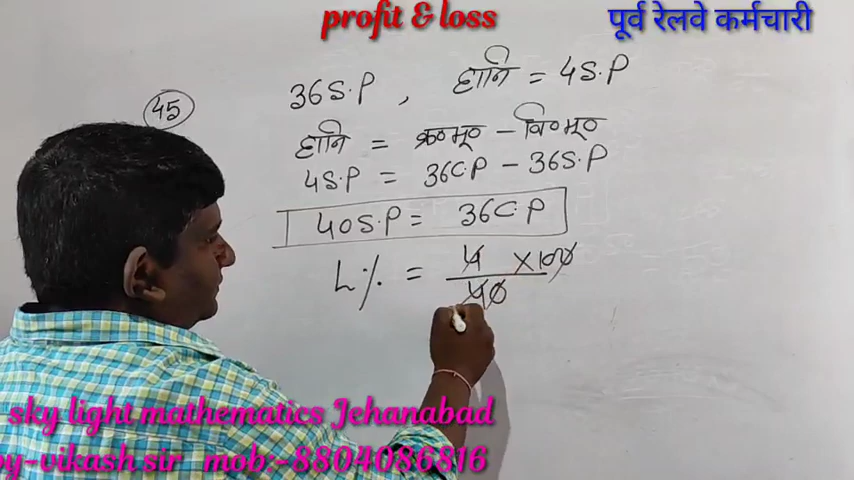 profit & loss
पूर्व रेलवे कर्मचारी
45
36S.P , हानि = 4S.P
हानि = क्र०मू० - वि०मू०
4S.P = 36C.P - 36S.P
40S.P = 36C.P
L% = 4/40 × 100
sky light mathematics Jehanabad
by-vikash sir mob:-8804086816